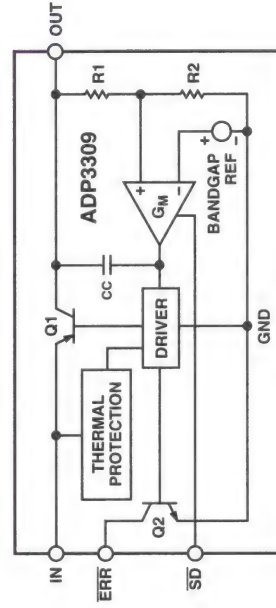 IN
OUT
Q1
THERMAL
PROTECTION
CC
ADP3309
R1
DRIVER
GM
R2
ERR
Q2
BANDGAP
REF
SD
GND
+
−
+
−